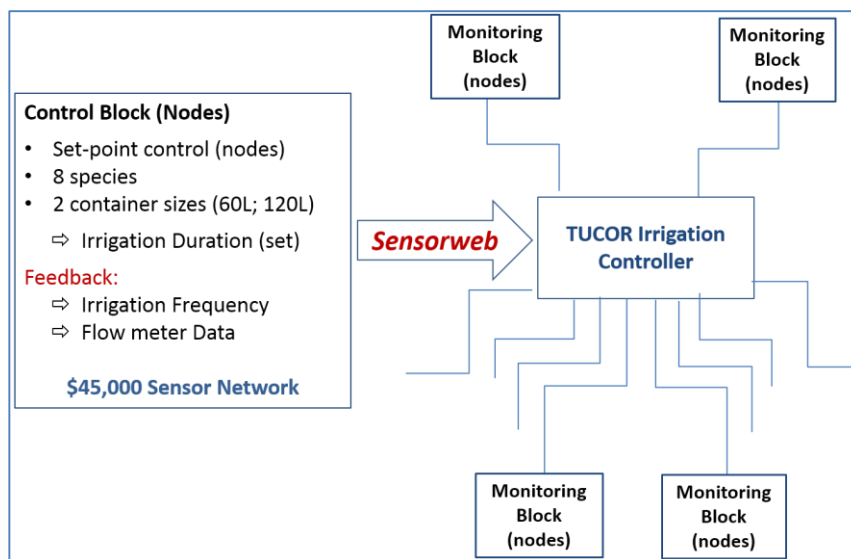 Monitoring
Block
(nodes)
Monitoring
Block
(nodes)
Control Block (Nodes)
• Set-point control (nodes)
• 8 species
• 2 container sizes (60L; 120L)
⇨ Irrigation Duration (set)
Feedback:
⇨ Irrigation Frequency
⇨ Flow meter Data
$45,000 Sensor Network
Sensorweb
TUCOR Irrigation
Controller
Monitoring
Block
(nodes)
Monitoring
Block
(nodes)